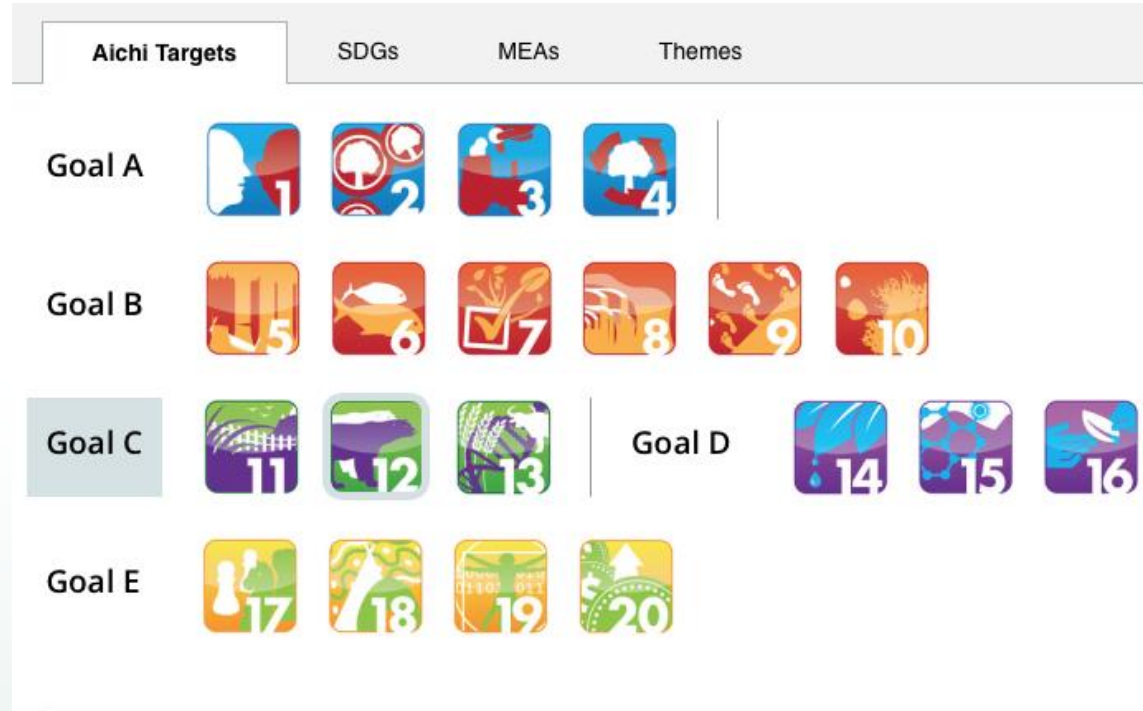 Aichi Targets SDGs MEAs Themes
Goal A 1 2 3 4
Goal B 5 6 7 8 9 10
Goal C 11 12 13 Goal D 14 15 16
Goal E 17 18 19 20